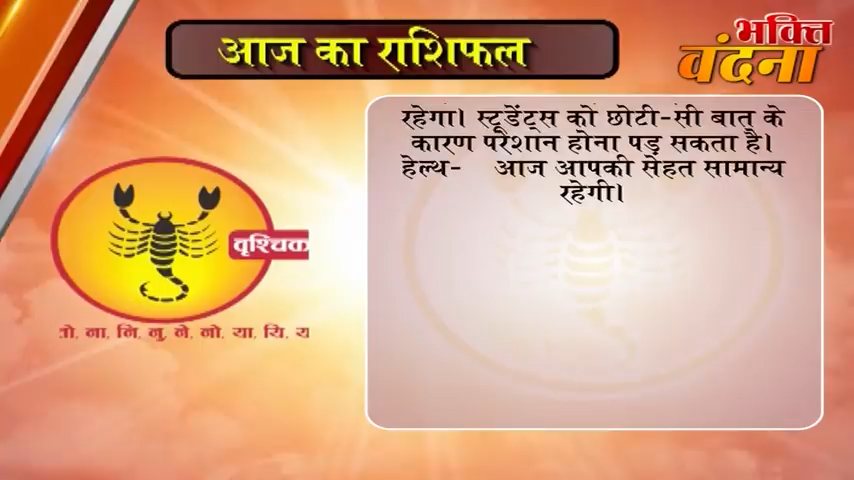 आज का राशिफल
भक्ति
वंदना
रहेगा। स्टूडेंट्स को छोटी-सी बात के
कारण परेशान होना पड़ सकता है।
हेल्थ- आज आपकी सेहत सामान्य
रहेगी।
वृश्चिक
ना, नि, नु, ने, नो, या, यि,